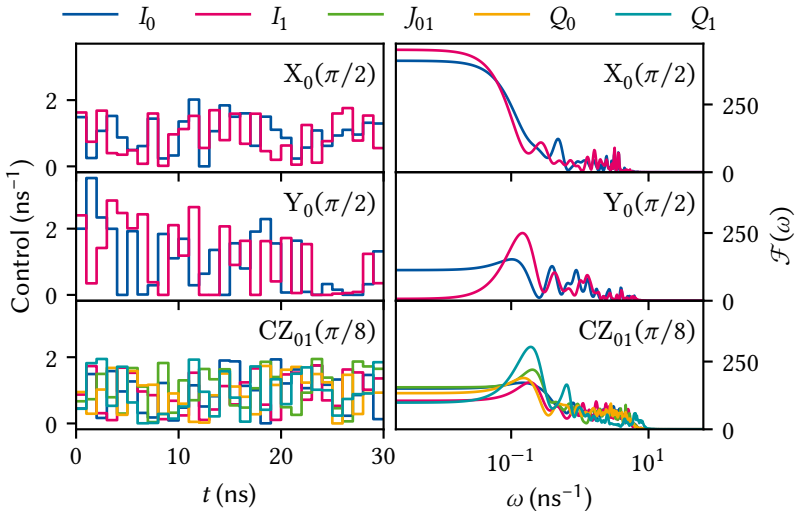 I₀ I₁ J₀₁ Q₀ Q₁
X₀(π/2) X₀(π/2)
2
250
0
0
Y₀(π/2) Y₀(π/2)
2
250
0
0
CZ₀₁(π/8) CZ₀₁(π/8)
2
250
0
0
0 10 20 30 10⁻¹ 10¹
t (ns) ω (ns⁻¹)
Control (ns⁻¹)
ℱ(ω)